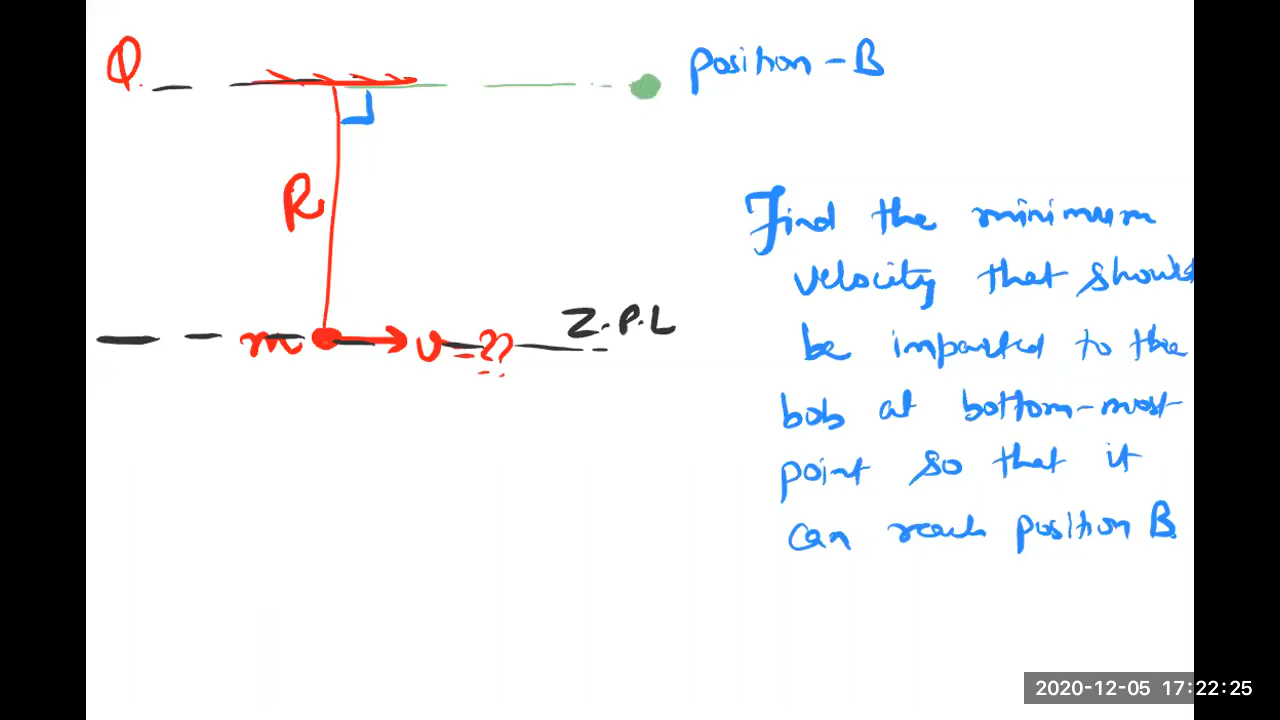 Q.
Position - B
R
Find the minimum
velocity that should
Z.P.L
m v = ??
be imparted to the
bob at bottom-most
point so that it
can reach position B
2020-12-05 17:22:25